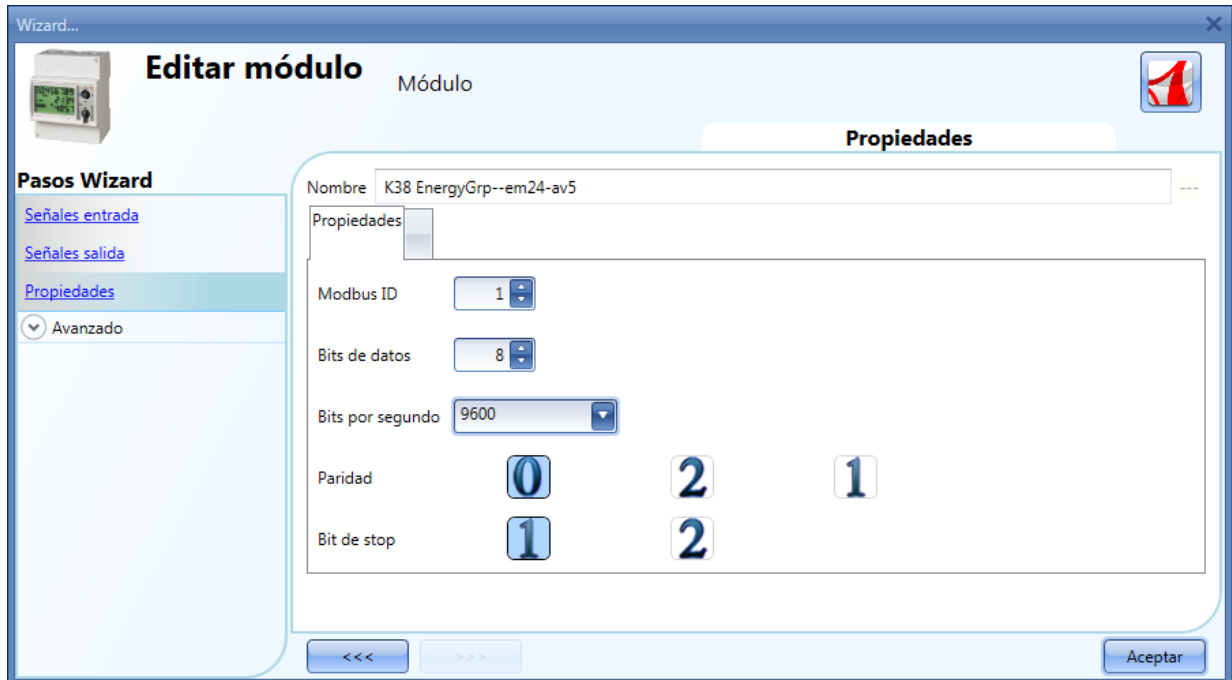 Wizard...
Editar módulo
Módulo
Propiedades
Pasos Wizard
Señales entrada
Señales salida
Propiedades
Avanzado
Nombre K38 EnergyGrp--em24-av5 ---
Propiedades
Modbus ID 1
Bits de datos 8
Bits por segundo 9600
Paridad 0 2 1
Bit de stop 1 2
<<< >>> Aceptar